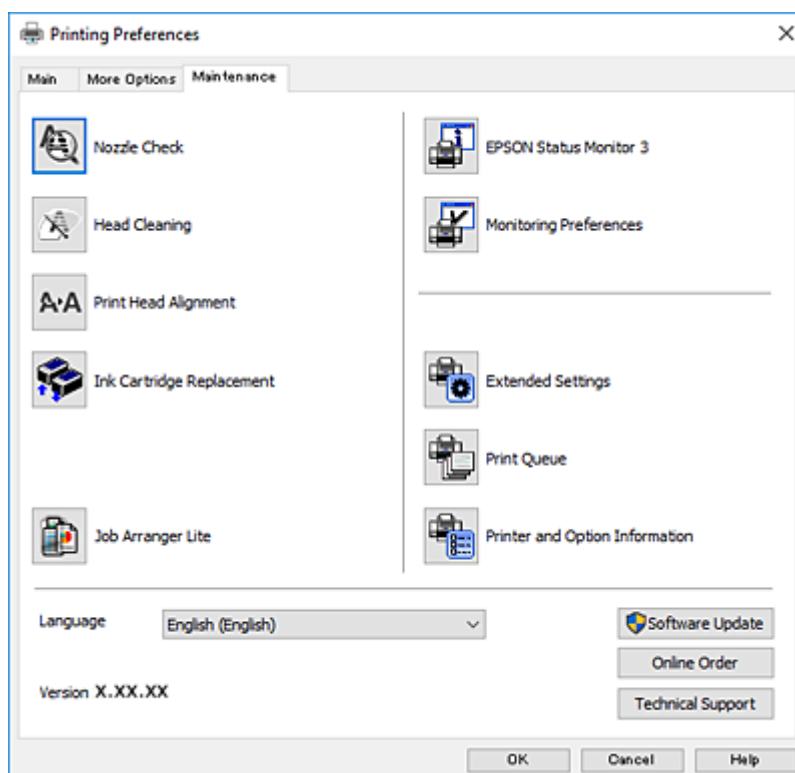 Printing Preferences
Main More Options Maintenance
Nozzle Check
Head Cleaning
A·A Print Head Alignment
Ink Cartridge Replacement
Job Arranger Lite
EPSON Status Monitor 3
Monitoring Preferences
Extended Settings
Print Queue
Printer and Option Information
Language English (English)
Version X.XX.XX
Software Update
Online Order
Technical Support
OK Cancel Help